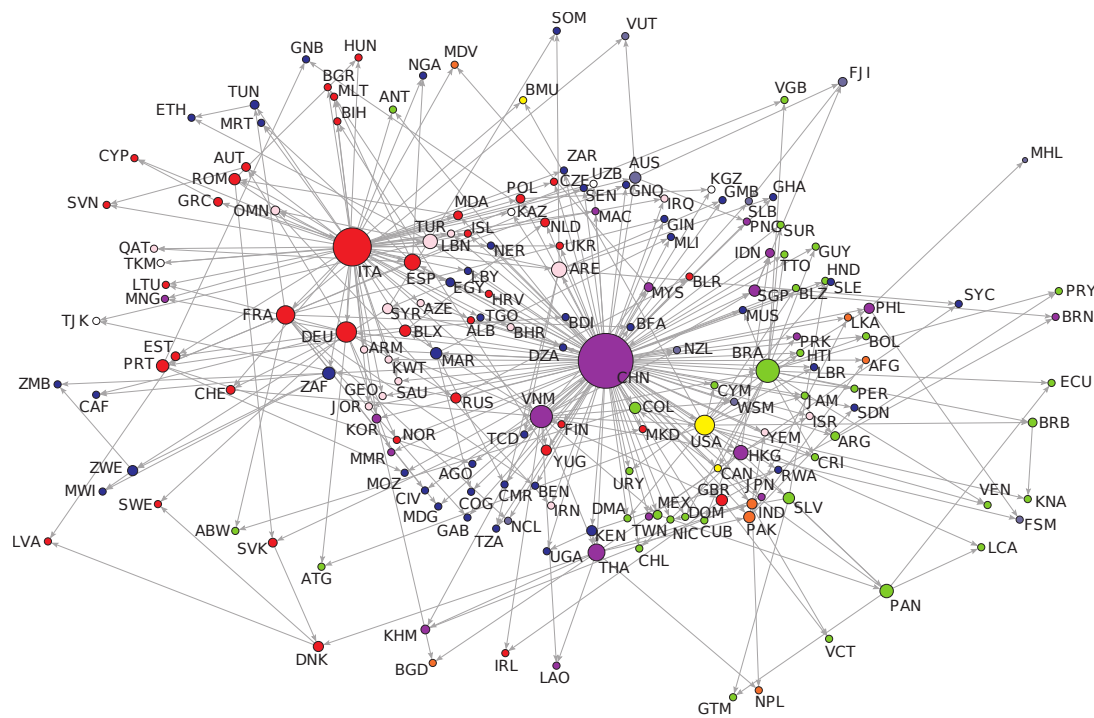 SOM
VUT
GNB
HUN
MDV
NGA
FJI
BGR
MLT
TUN
ANT
BMU
VGB
ETH
MRT
BIH
CYP
AUT
ZAR
UZB
AUS
MHL
ROM
POL
CZE
SEN
GNQ
KGZ
GMB
GHA
SVN
GRC
OMN
MDA
KAZ
MAC
IRQ
SLB
TUR
ISL
NLD
GIN
PNG
SUR
QAT
LBN
NER
UKR
MLI
IDN
GUY
TKM
ITA
ESP
ARE
TTO
LTU
EGY
LBY
BLR
HND
MNG
HRV
MYS
SGP
BLZ
SLE
SYC
PRY
TJK
FRA
SYR
AZE
TGO
BDI
BFA
MUS
PHL
BRN
DEU
BLX
ALB
BHR
LKA
EST
ARM
MAR
DZA
NZL
PRK
HTI
BOL
PRT
KWT
CHN
BRA
LBR
AFG
ZMB
ZAF
GEO
SAU
CYM
ECU
CAF
CHE
JOR
RUS
VNM
COL
WSM
JAM
PER
KOR
FIN
USA
ISR
SDN
BRB
NOR
TCD
MKD
YEM
ARG
MMR
YUG
HKG
ZWE
AGO
CAN
RWA
CRI
MOZ
URY
MWI
CIV
COG
CMR
BEN
GBR
JPN
VEN
KNA
SWE
MDG
IRN
DMA
MEX
DOM
IND
SLV
FSM
ABW
GAB
TZA
NCL
TWN
NIC
CUB
PAK
LVA
SVK
KEN
UGA
THA
CHL
LCA
ATG
PAN
KHM
DNK
VCT
BGD
IRL
LAO
GTM
NPL